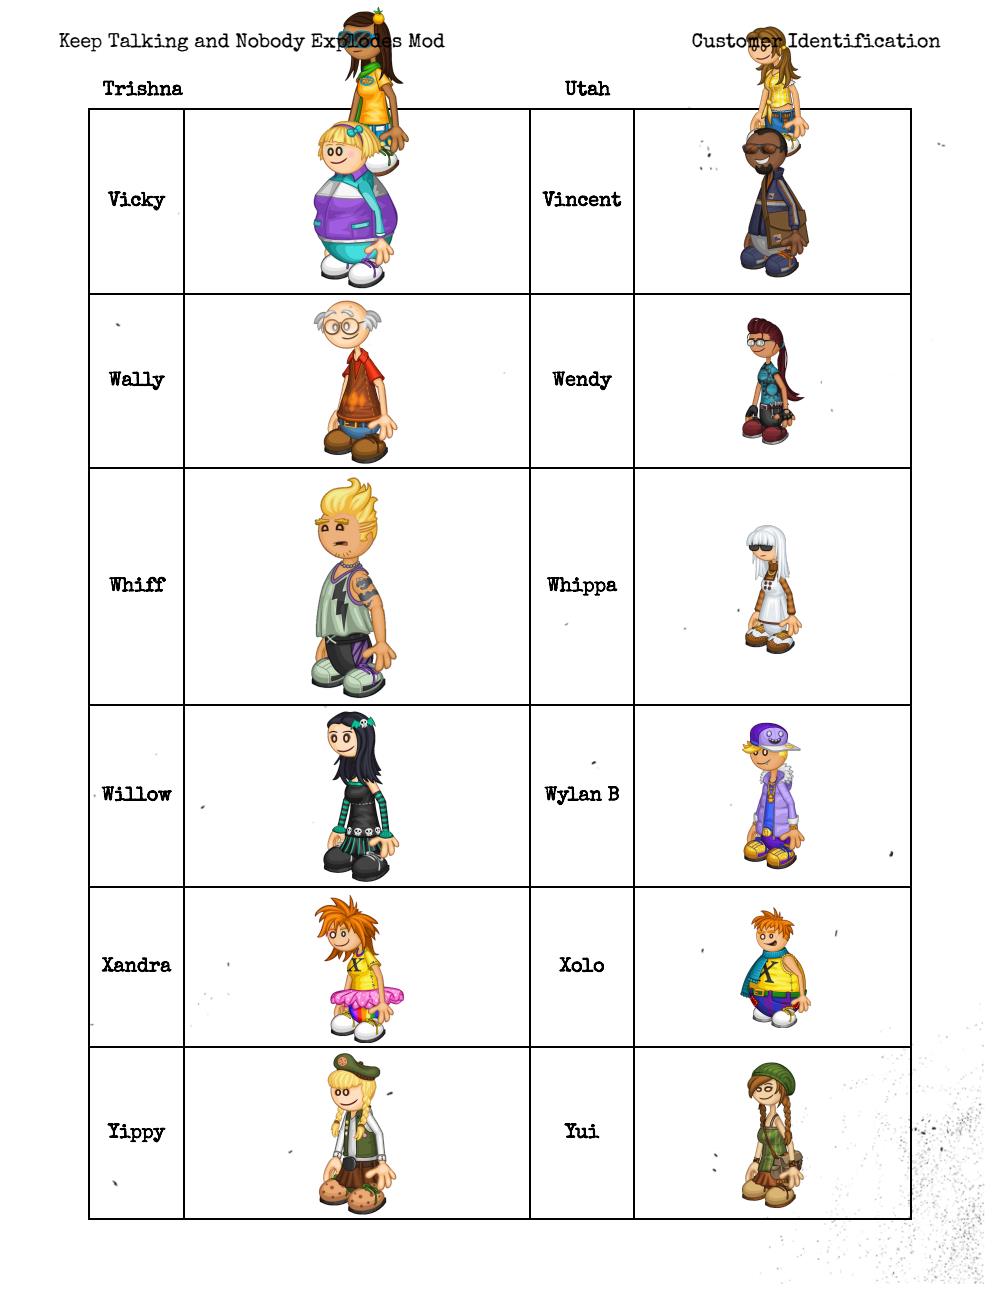 Keep Talking and Nobody Explodes Mod
Customer Identification
Trishna
Utah
Vicky
Vincent
Wally
Wendy
Whiff
Whippa
Willow
Wylan B
Xandra
X
Xolo
X
Yippy
Yui